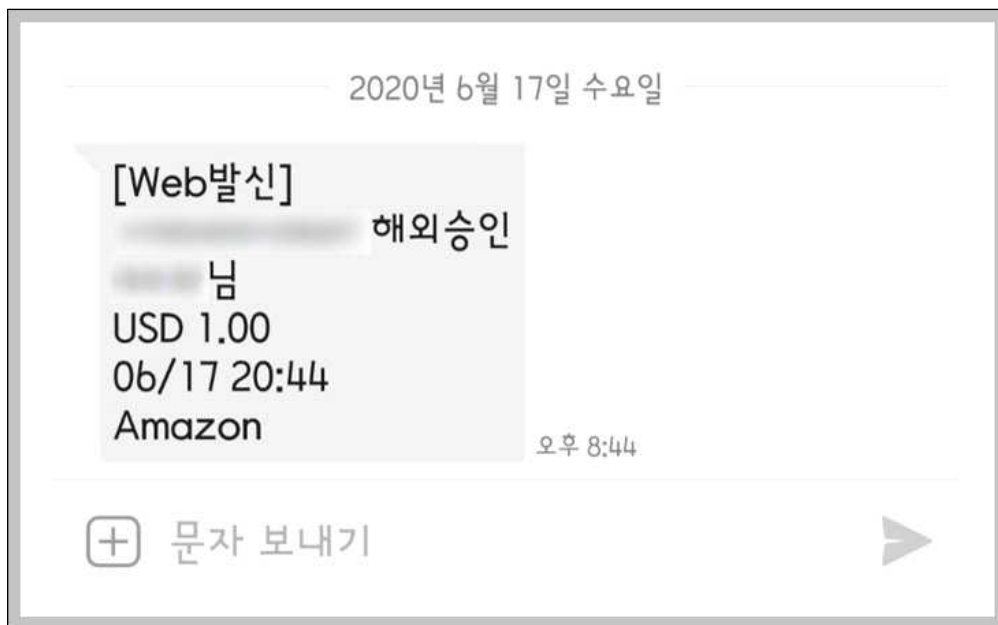 2020년 6월 17일 수요일
[Web발신]
해외승인
님
USD 1.00
06/17 20:44
Amazon
오후 8:44
문자 보내기